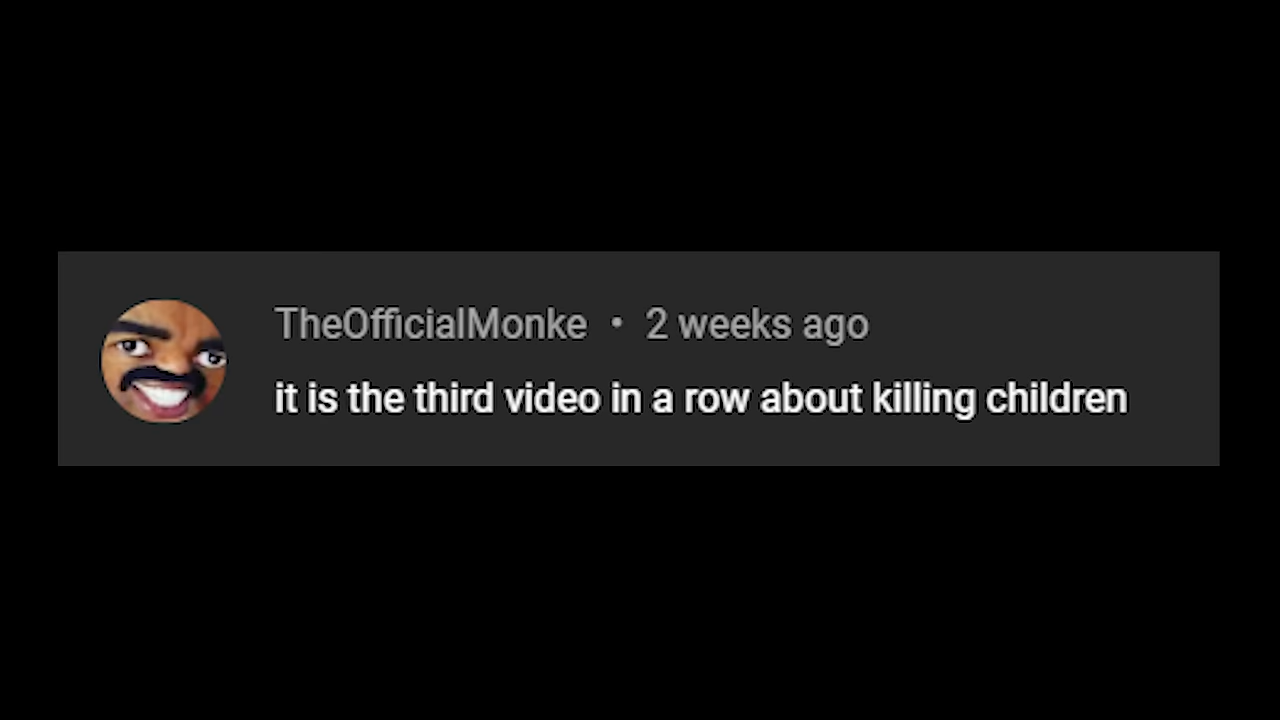 TheOfficialMonke • 2 weeks ago
it is the third video in a row about killing children